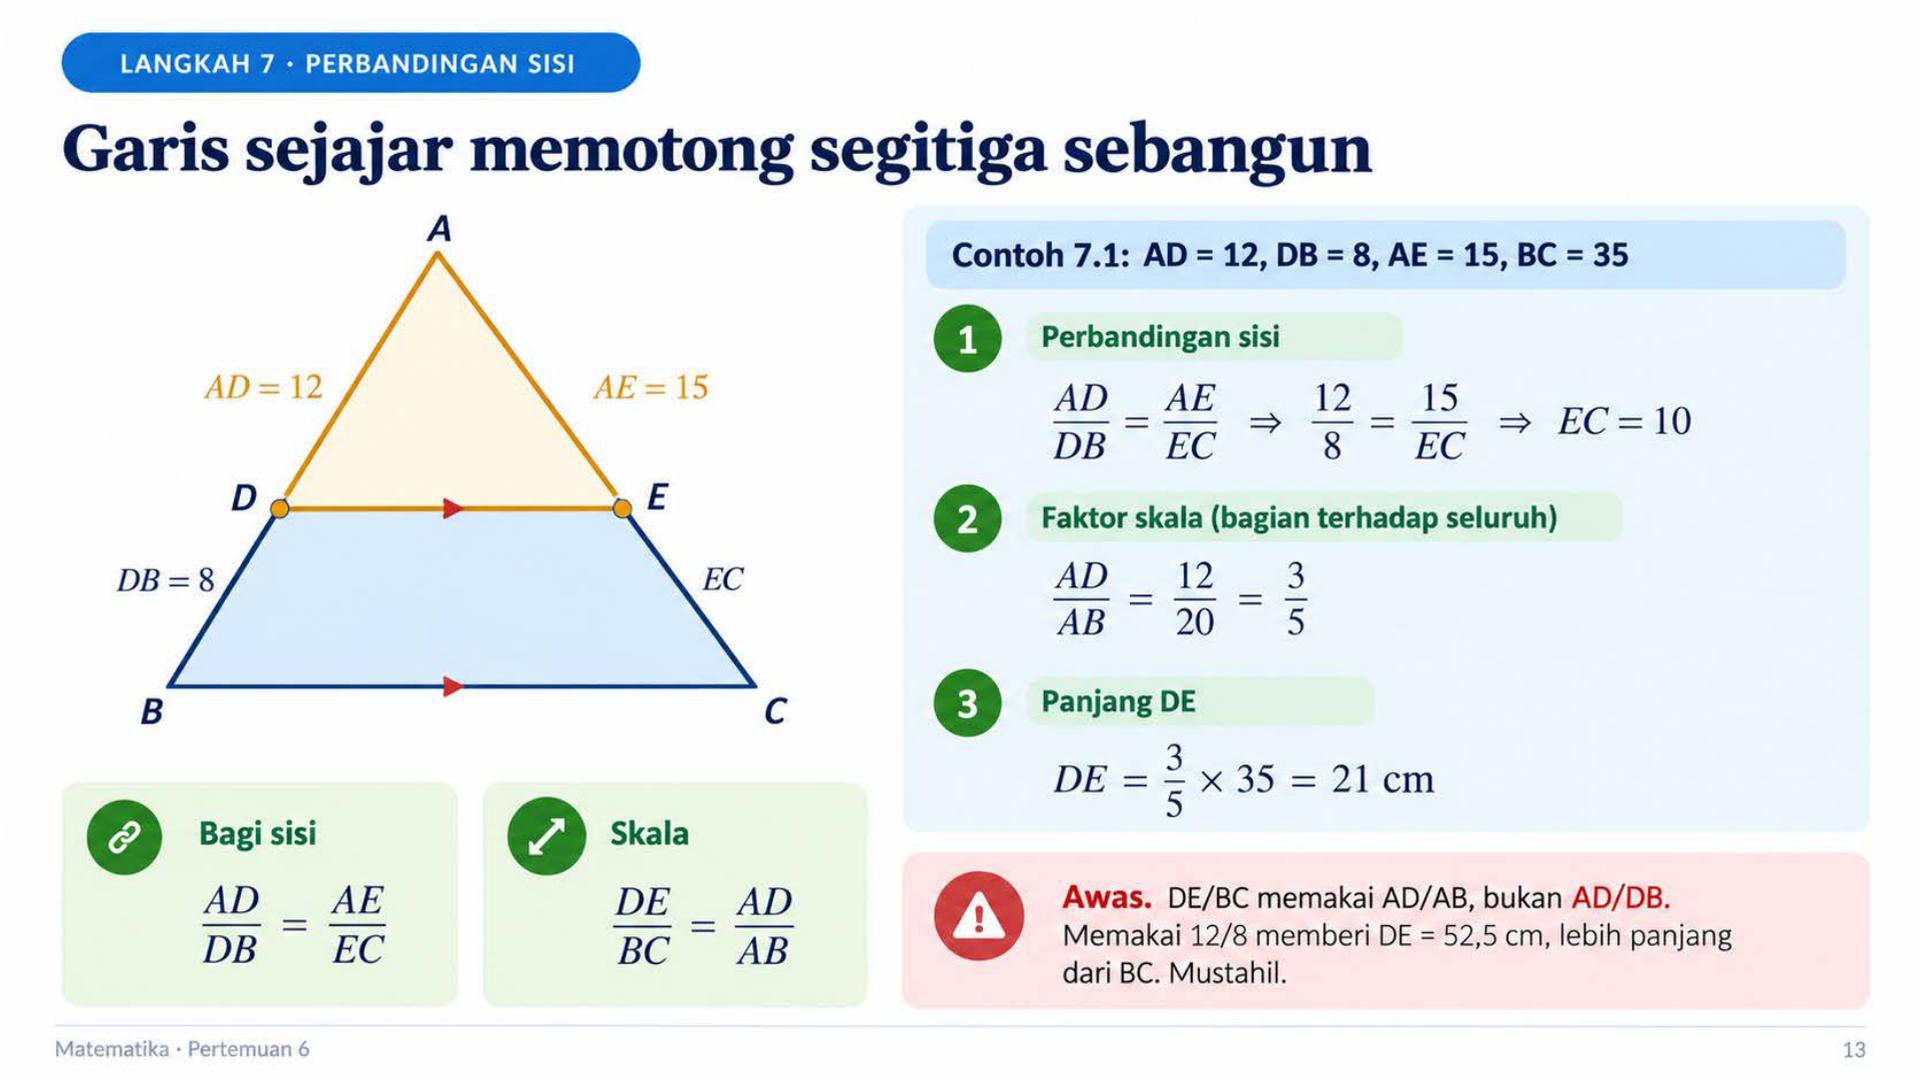 LANGKAH 7 · PERBANDINGAN SISI
Garis sejajar memotong segitiga sebangun
A
AD = 12
AE = 15
D
E
DB = 8
EC
B
C
Bagi sisi
AD/DB = AE/EC
Skala
DE/BC = AD/AB
Contoh 7.1: AD = 12, DB = 8, AE = 15, BC = 35
1 Perbandingan sisi
AD/DB = AE/EC ⇒ 12/8 = 15/EC ⇒ EC = 10
2 Faktor skala (bagian terhadap seluruh)
AD/AB = 12/20 = 3/5
3 Panjang DE
DE = 3/5 × 35 = 21 cm
Awas. DE/BC memakai AD/AB, bukan AD/DB.
Memakai 12/8 memberi DE = 52,5 cm, lebih panjang
dari BC. Mustahil.
Matematika · Pertemuan 6
13